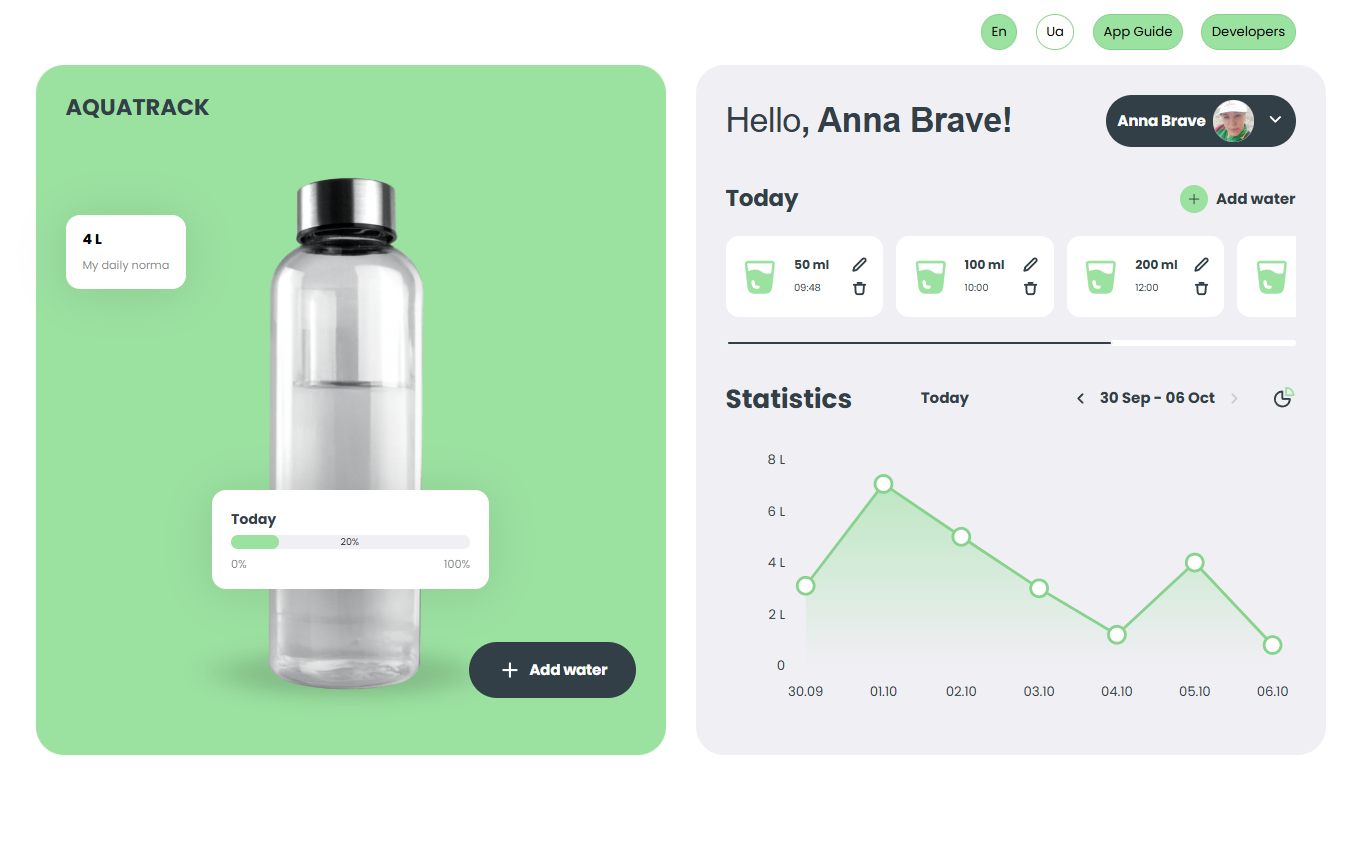 En Ua App Guide Developers
AQUATRACK
4 L
My daily norma
Today
20%
0% 100%
Add water
Hello, Anna Brave!
Anna Brave
Today
Add water
50 ml
09:48
100 ml
10:00
200 ml
12:00
Statistics
Today
30 Sep - 06 Oct
8 L
6 L
4 L
2 L
0
30.09 01.10 02.10 03.10 04.10 05.10 06.10